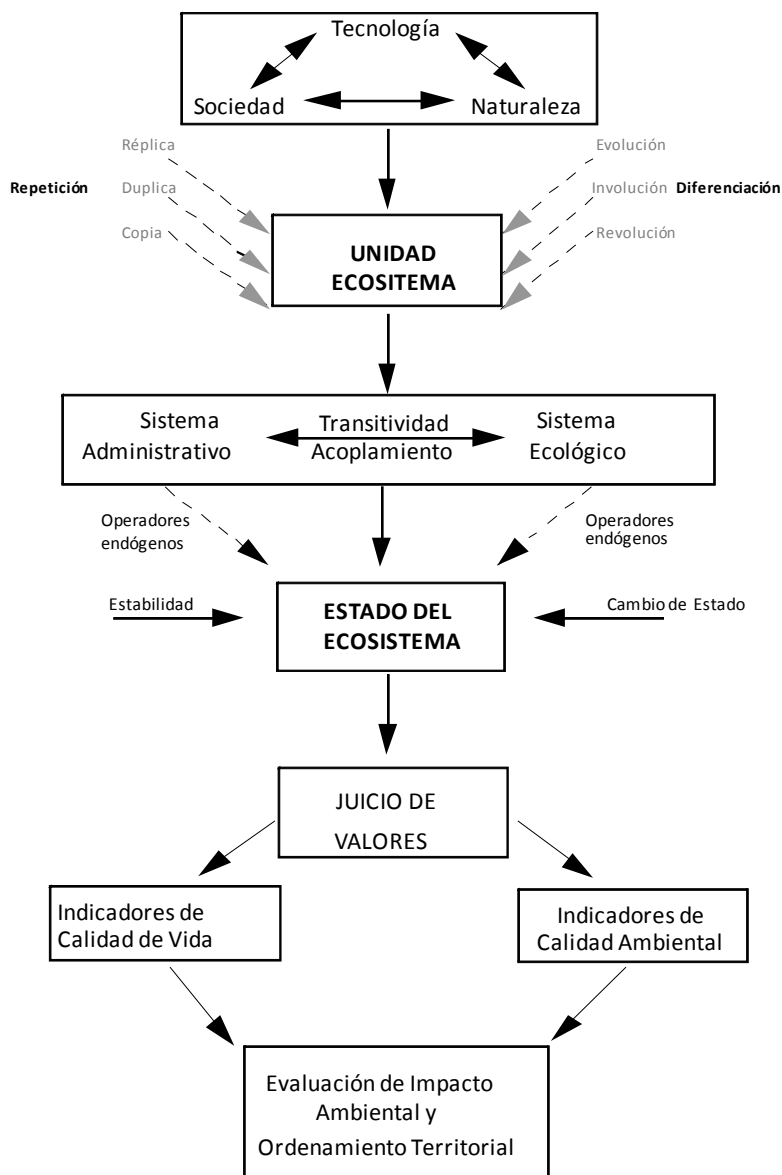 Tecnología
Sociedad
Naturaleza
Réplica
Evolución
Repetición
Duplica
Involución
Diferenciación
Copia
Revolución
UNIDAD
ECOSITEMA
Sistema
Administrativo
Transitividad
Acoplamiento
Sistema
Ecológico
Operadores
endógenos
Operadores
endógenos
Estabilidad
ESTADO DEL
ECOSISTEMA
Cambio de Estado
JUICIO DE
VALORES
Indicadores de
Calidad de Vida
Indicadores de
Calidad Ambiental
Evaluación de Impacto
Ambiental y
Ordenamiento Territorial